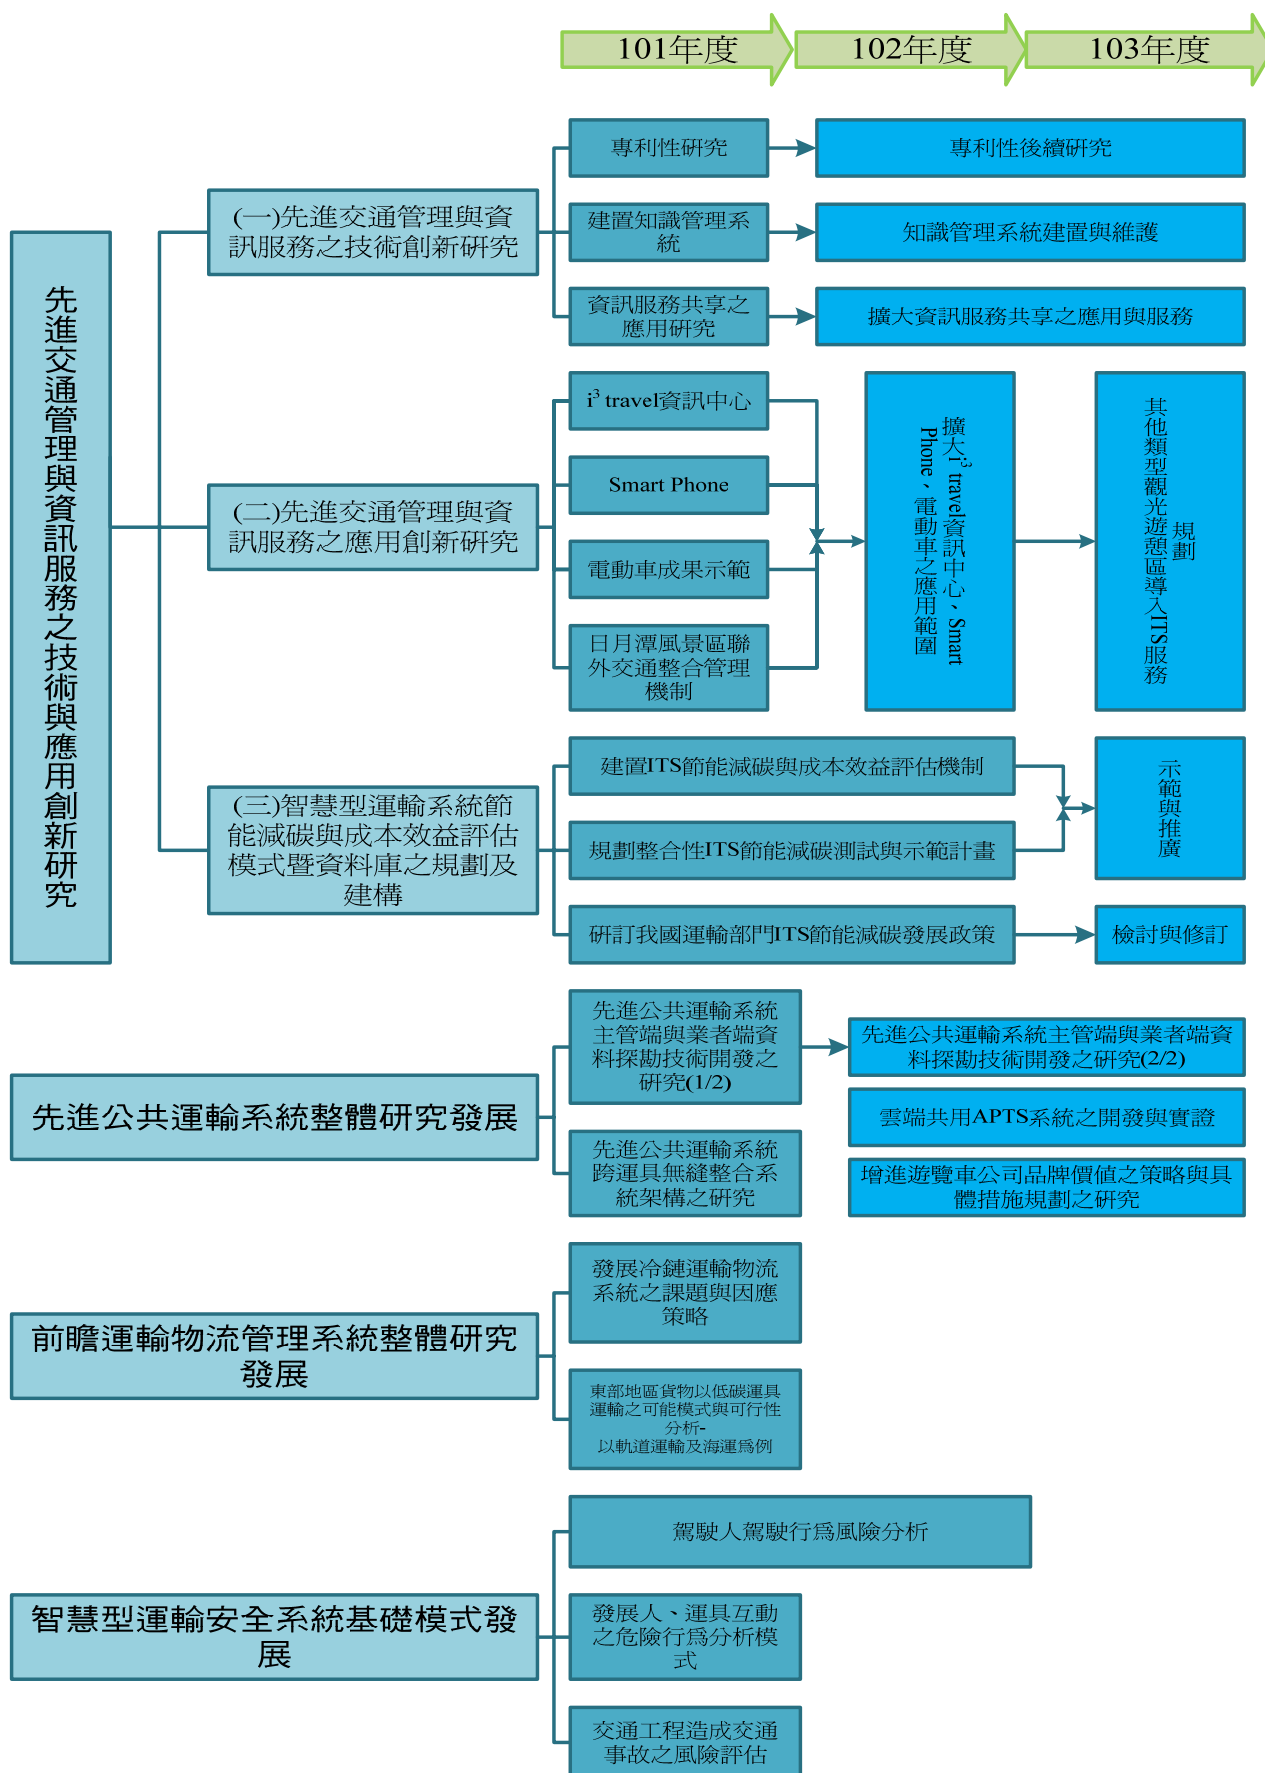 101年度
102年度
103年度
先進交通管理與資訊服務之技術與應用創新研究
(一)先進交通管理與資
訊服務之技術創新研究
專利性研究
專利性後續研究
建置知識管理系
統
知識管理系統建置與維護
資訊服務共享之
應用研究
擴大資訊服務共享之應用與服務
(二)先進交通管理與資
訊服務之應用創新研究
i³ travel資訊中心
Smart Phone
電動車成果示範
日月潭風景區聯
外交通整合管理
機制
擴大i³ travel資訊中心、Smart
Phone，電動車之應用範圍
其他類型觀光遊憩區導入ITS服務
規劃
(三)智慧型運輸系統節
能減碳與成本效益評估
模式暨資料庫之規劃及
建構
建置ITS節能減碳與成本效益評估機制
規劃整合性ITS節能減碳測試與示範計畫
示範與推廣
研訂我國運輸部門ITS節能減碳發展政策
檢討與修訂
先進公共運輸系統整體研究發展
先進公共運輸系統
主管端與業者端資
料探勘技術開發之
研究(1/2)
先進公共運輸系統主管端與業者端資
料探勘技術開發之研究(2/2)
雲端共用APTS系統之開發與實證
先進公共運輸系統
跨運具無縫整合系
統架構之研究
增進遊覽車公司品牌價值之策略與具
體措施規劃之研究
前瞻運輸物流管理系統整體研究
發展
發展冷鏈運輸物流
系統之課題與因應
策略
東部地區貨物以低碳運具
運輸之可能模式與可行性
分析-
以軌道運輸及海運為例
智慧型運輸安全系統基礎模式發
展
駕駛人駕駛行為風險分析
發展人、運具互動
之危險行為分析模
式
交通工程造成交通
事故之風險評估